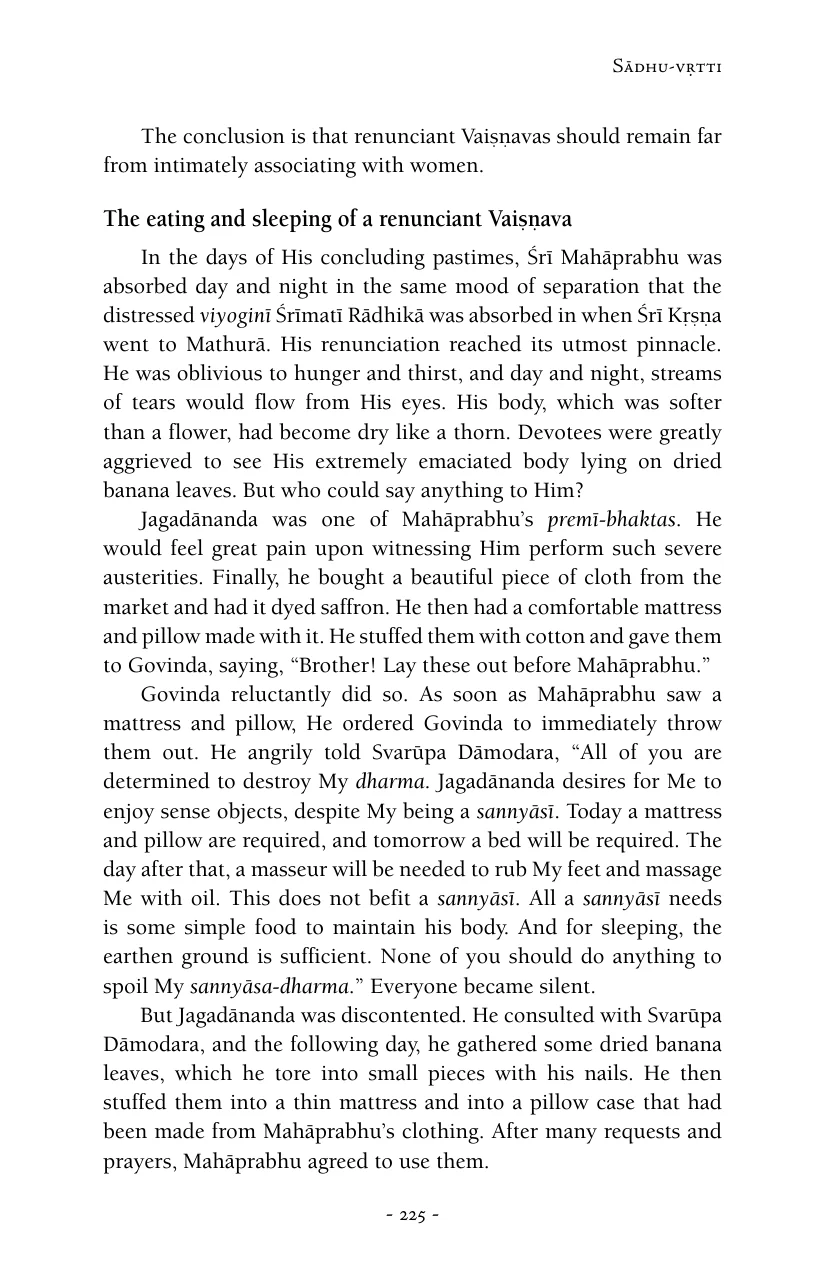 Sādhu-vṛtti
The conclusion is that renunciant Vaiṣṇavas should remain far
from intimately associating with women.
The eating and sleeping of a renunciant Vaiṣṇava
In the days of His concluding pastimes, Śrī Mahāprabhu was
absorbed day and night in the same mood of separation that the
distressed viyoginī Śrīmatī Rādhikā was absorbed in when Śrī Kṛṣṇa
went to Mathurā. His renunciation reached its utmost pinnacle.
He was oblivious to hunger and thirst, and day and night, streams
of tears would flow from His eyes. His body, which was softer
than a flower, had become dry like a thorn. Devotees were greatly
aggrieved to see His extremely emaciated body lying on dried
banana leaves. But who could say anything to Him?
Jagadānanda was one of Mahāprabhu’s premī-bhaktas. He
would feel great pain upon witnessing Him perform such severe
austerities. Finally, he bought a beautiful piece of cloth from the
market and had it dyed saffron. He then had a comfortable mattress
and pillow made with it. He stuffed them with cotton and gave them
to Govinda, saying, “Brother! Lay these out before Mahāprabhu.”
Govinda reluctantly did so. As soon as Mahāprabhu saw a
mattress and pillow, He ordered Govinda to immediately throw
them out. He angrily told Svarūpa Dāmodara, “All of you are
determined to destroy My dharma. Jagadānanda desires for Me to
enjoy sense objects, despite My being a sannyāsī. Today a mattress
and pillow are required, and tomorrow a bed will be required. The
day after that, a masseur will be needed to rub My feet and massage
Me with oil. This does not befit a sannyāsī. All a sannyāsī needs
is some simple food to maintain his body. And for sleeping, the
earthen ground is sufficient. None of you should do anything to
spoil My sannyāsa-dharma.” Everyone became silent.
But Jagadānanda was discontented. He consulted with Svarūpa
Dāmodara, and the following day, he gathered some dried banana
leaves, which he tore into small pieces with his nails. He then
stuffed them into a thin mattress and into a pillow case that had
been made from Mahāprabhu’s clothing. After many requests and
prayers, Mahāprabhu agreed to use them.
- 225 -